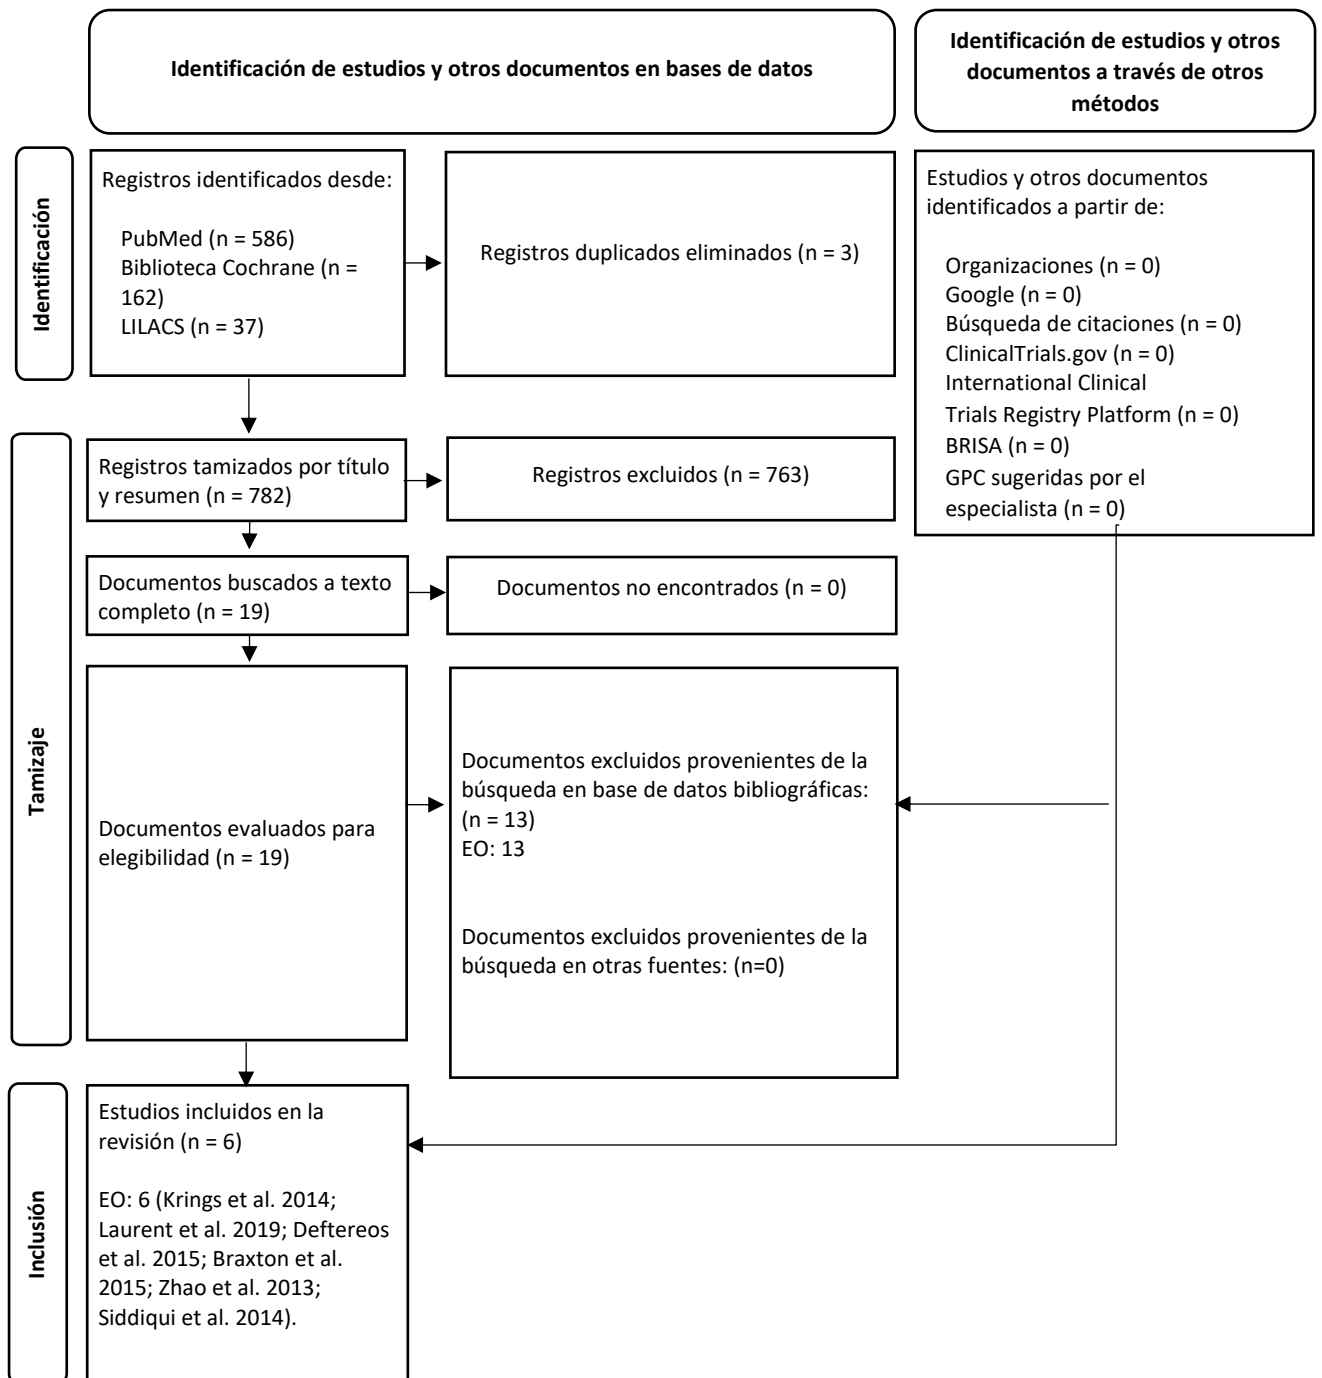 Identificación de estudios y otros documentos en bases de datos
Identificación de estudios y otros
documentos a través de otros
métodos
Identificación
Registros identificados desde:
PubMed (n = 586)
Biblioteca Cochrane (n =
162)
LILACS (n = 37)
Registros duplicados eliminados (n = 3)
Estudios y otros documentos
identificados a partir de:
Organizaciones (n = 0)
Google (n = 0)
Búsqueda de citaciones (n = 0)
ClinicalTrials.gov (n = 0)
International Clinical
Trials Registry Platform (n = 0)
BRISA (n = 0)
GPC sugeridas por el
especialista (n = 0)
Tamizaje
Registros tamizados por título
y resumen (n = 782)
Registros excluidos (n = 763)
Documentos buscados a texto
completo (n = 19)
Documentos no encontrados (n = 0)
Documentos evaluados para
elegibilidad (n = 19)
Documentos excluidos provenientes de la
búsqueda en base de datos bibliográficas:
(n = 13)
EO: 13
Documentos excluidos provenientes de la
búsqueda en otras fuentes: (n=0)
Inclusión
Estudios incluidos en la
revisión (n = 6)
EO: 6 (Krings et al. 2014;
Laurent et al. 2019; Deftereos
et al. 2015; Braxton et al.
2015; Zhao et al. 2013;
Siddiqui et al. 2014).